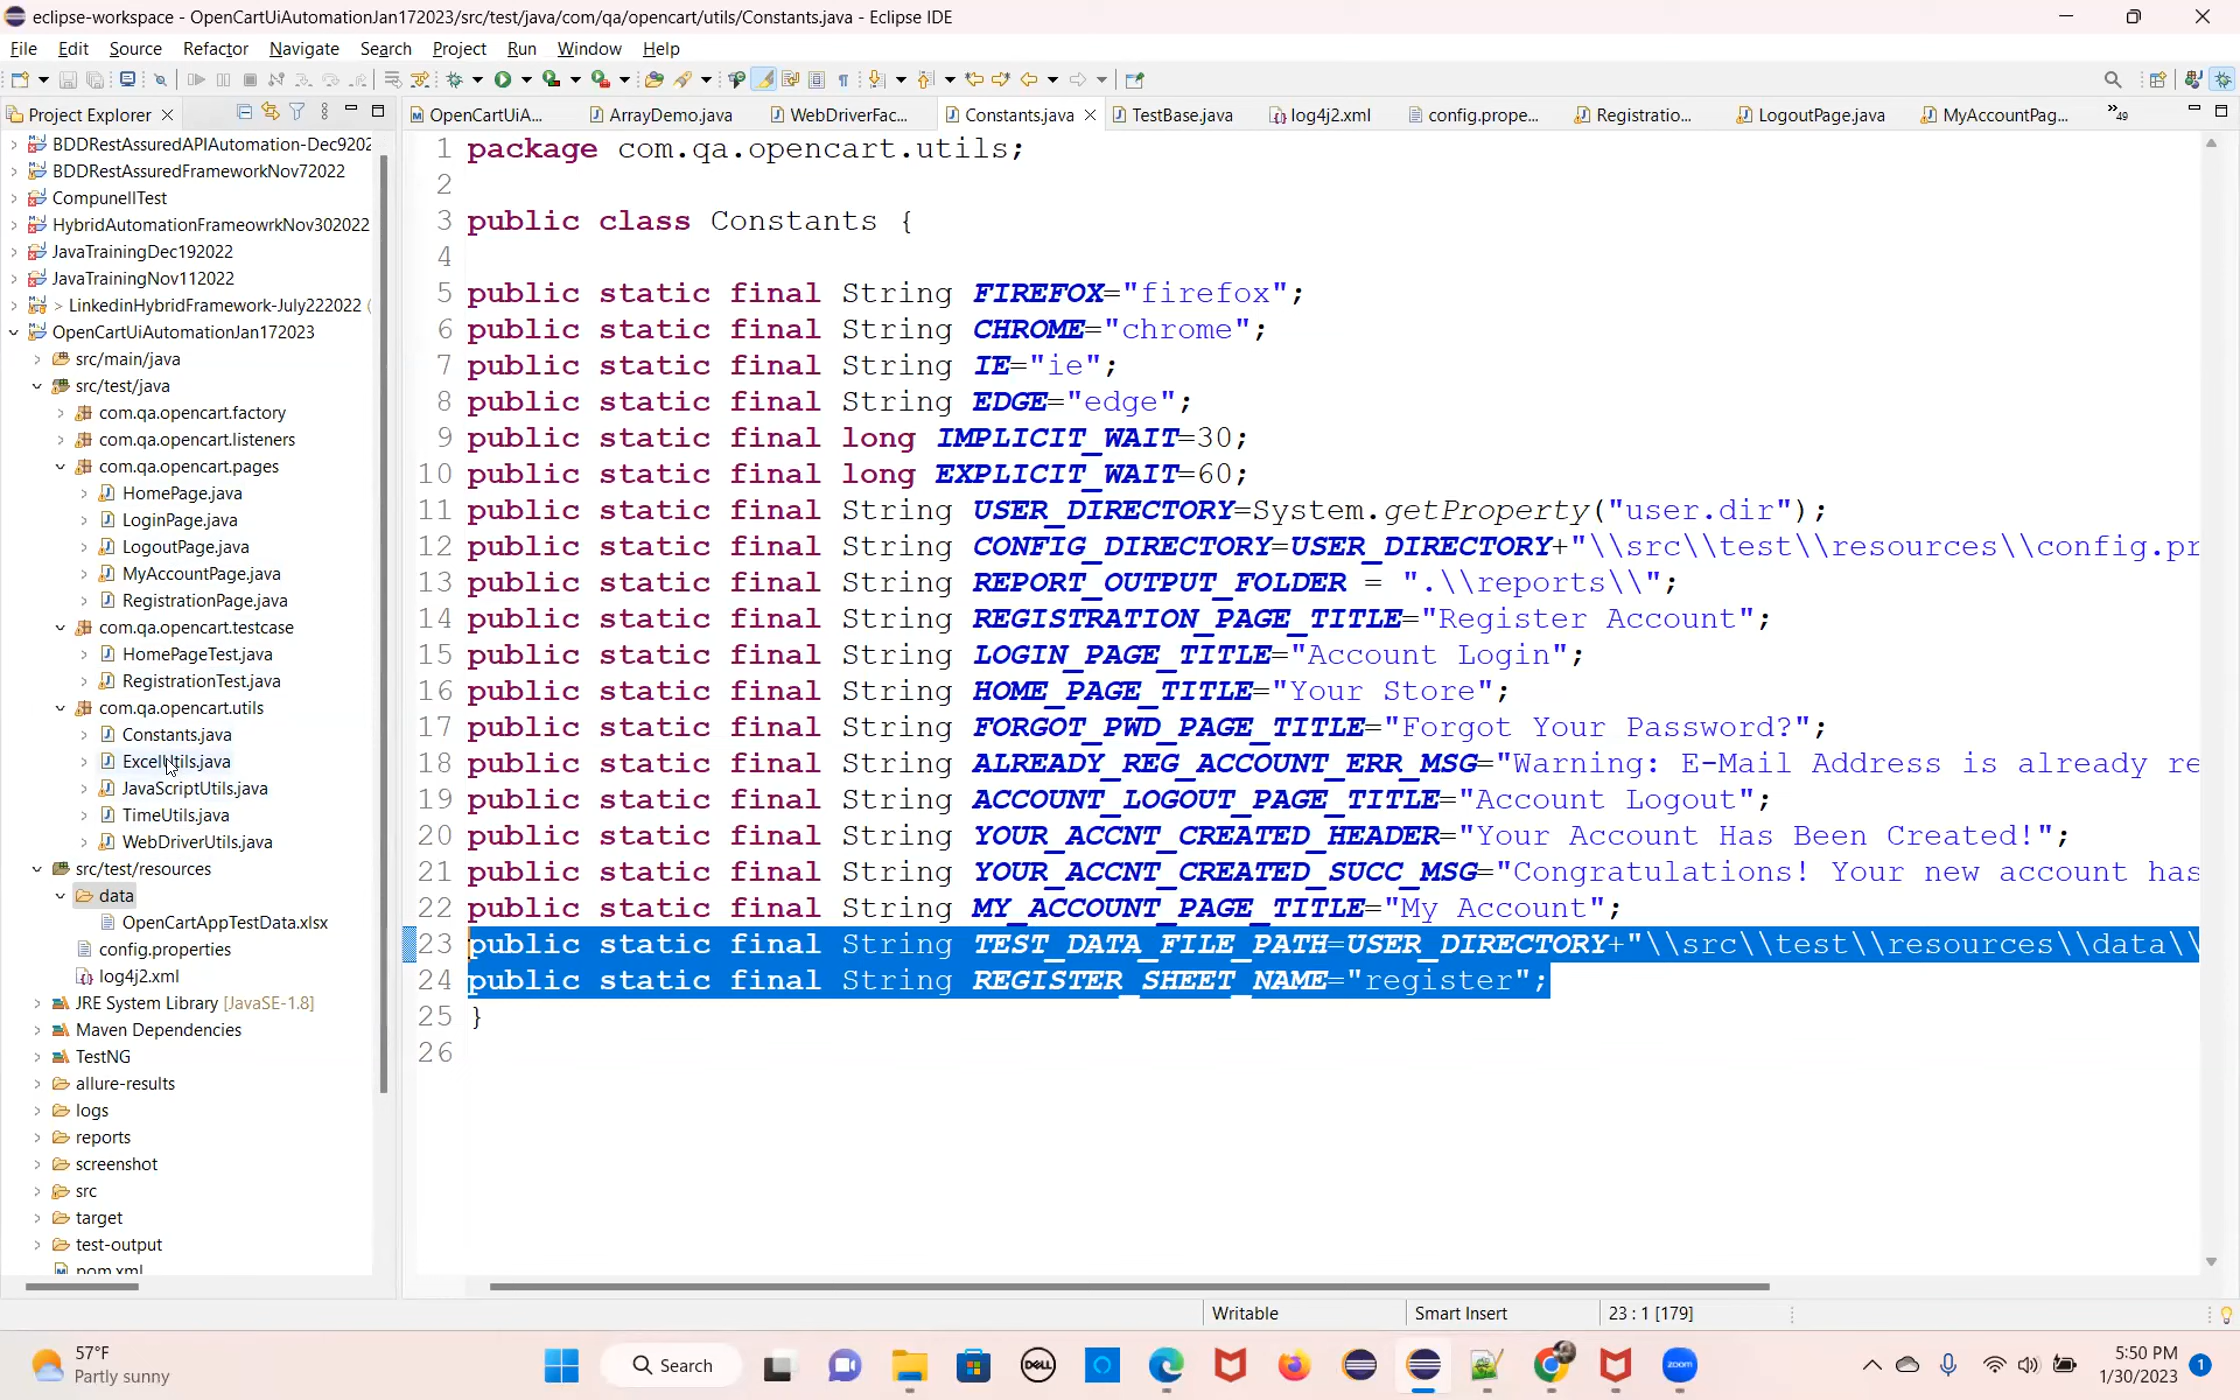 eclipse-workspace - OpenCartUiAutomationJan172023/src/test/java/com/qa/opencart/utils/Constants.java - Eclipse IDE
File Edit Source Refactor Navigate Search Project Run Window Help
Project Explorer
OpenCartUiA... ArrayDemo.java WebDriverFac... Constants.java TestBase.java log4j2.xml config.prope... Registratio... LogoutPage.java MyAccountPag... »49
BDDRestAssuredAPIAutomation-Dec9202
BDDRestAssuredFrameworkNov72022
CompunellTest
HybridAutomationFrameowrkNov302022
JavaTrainingDec192022
JavaTrainingNov112022
> LinkedinHybridFramework-July222022 (
OpenCartUiAutomationJan172023
src/main/java
src/test/java
com.qa.opencart.factory
com.qa.opencart.listeners
com.qa.opencart.pages
HomePage.java
LoginPage.java
LogoutPage.java
MyAccountPage.java
RegistrationPage.java
com.qa.opencart.testcase
HomePageTest.java
RegistrationTest.java
com.qa.opencart.utils
Constants.java
ExcelUtils.java
JavaScriptUtils.java
TimeUtils.java
WebDriverUtils.java
src/test/resources
data
OpenCartAppTestData.xlsx
config.properties
log4j2.xml
JRE System Library [JavaSE-1.8]
Maven Dependencies
TestNG
allure-results
logs
reports
screenshot
src
target
test-output
pom.xml
1 package com.qa.opencart.utils;
2
3 public class Constants {
4
5 public static final String FIREFOX="firefox";
6 public static final String CHROME="chrome";
7 public static final String IE="ie";
8 public static final String EDGE="edge";
9 public static final long IMPLICIT_WAIT=30;
10 public static final long EXPLICIT_WAIT=60;
11 public static final String USER_DIRECTORY=System.getProperty("user.dir");
12 public static final String CONFIG_DIRECTORY=USER_DIRECTORY+"\\src\\test\\resources\\config.pr
13 public static final String REPORT_OUTPUT_FOLDER = ".\\reports\\";
14 public static final String REGISTRATION_PAGE_TITLE="Register Account";
15 public static final String LOGIN_PAGE_TITLE="Account Login";
16 public static final String HOME_PAGE_TITLE="Your Store";
17 public static final String FORGOT_PWD_PAGE_TITLE="Forgot Your Password?";
18 public static final String ALREADY_REG_ACCOUNT_ERR_MSG="Warning: E-Mail Address is already re
19 public static final String ACCOUNT_LOGOUT_PAGE_TITLE="Account Logout";
20 public static final String YOUR_ACCNT_CREATED_HEADER="Your Account Has Been Created!";
21 public static final String YOUR_ACCNT_CREATED_SUCC_MSG="Congratulations! Your new account has
22 public static final String MY_ACCOUNT_PAGE_TITLE="My Account";
23 public static final String TEST_DATA_FILE_PATH=USER_DIRECTORY+"\\src\\test\\resources\\data\\
24 public static final String REGISTER_SHEET_NAME="register";
25 }
26
Writable Smart Insert 23 : 1 [179]
57°F
Partly sunny
Search
DELL
zoom
5:50 PM
1/30/2023
1